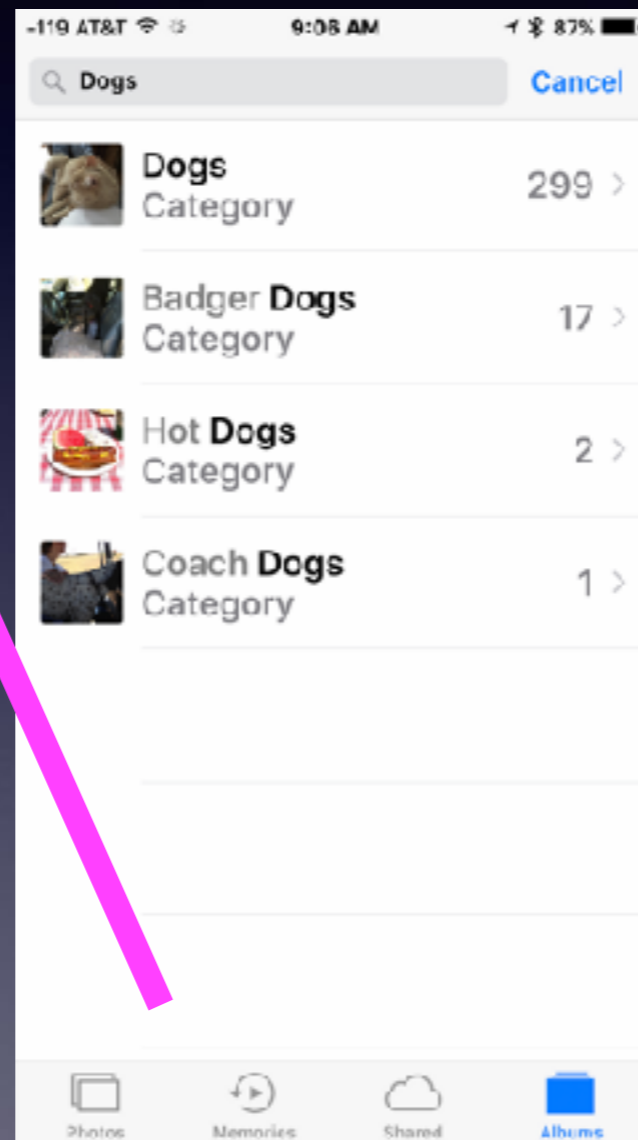 -119 AT&T 9:08 AM 87%
Dogs Cancel
Dogs
Category
299
Badger Dogs
Category
17
Hot Dogs
Category
2
Coach Dogs
Category
1
Photos Memories Shared Albums